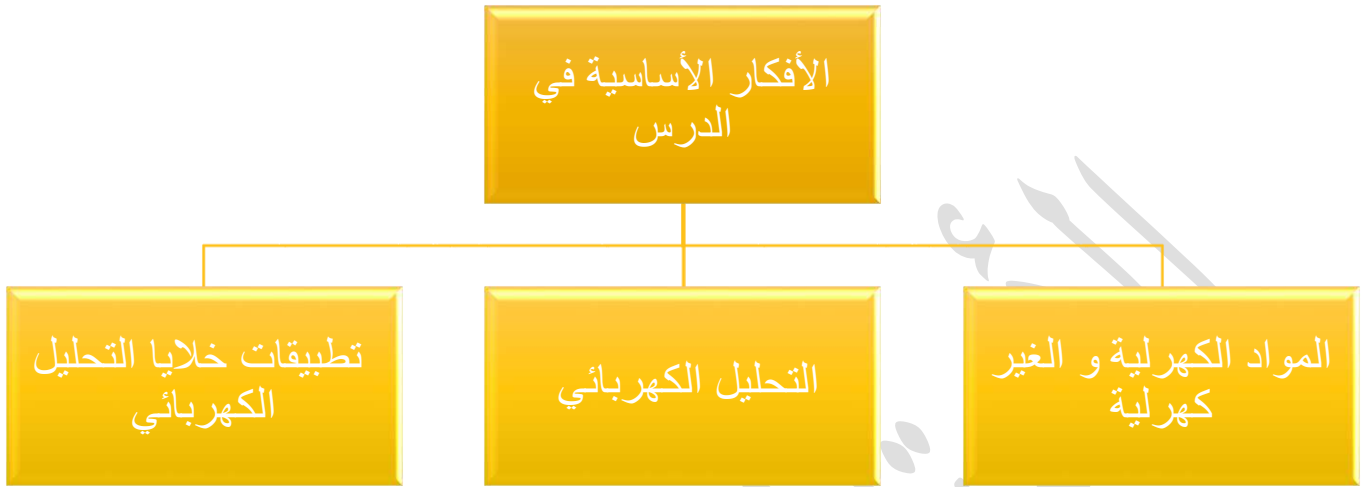 الأفكار الأساسية في
الدرس
المواد الكهرلية و الغير
كهرلية
التحليل الكهربائي
تطبيقات خلايا التحليل
الكهربائي